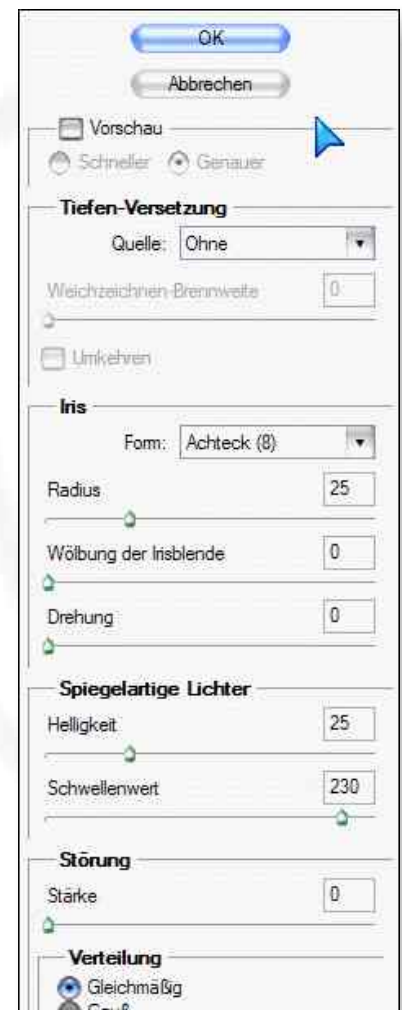 OK
Abbrechen
Vorschau
Schneller Genauer
Tiefen-Versetzung
Quelle: Ohne
Weichzeichnen-Brennweite 0
Umkehren
Iris
Form: Achteck (8)
Radius 25
Wölbung der Irisblende 0
Drehung 0
Spiegelartige Lichter
Helligkeit 25
Schwellenwert 230
Störung
Stärke 0
Verteilung
Gleichmäßig